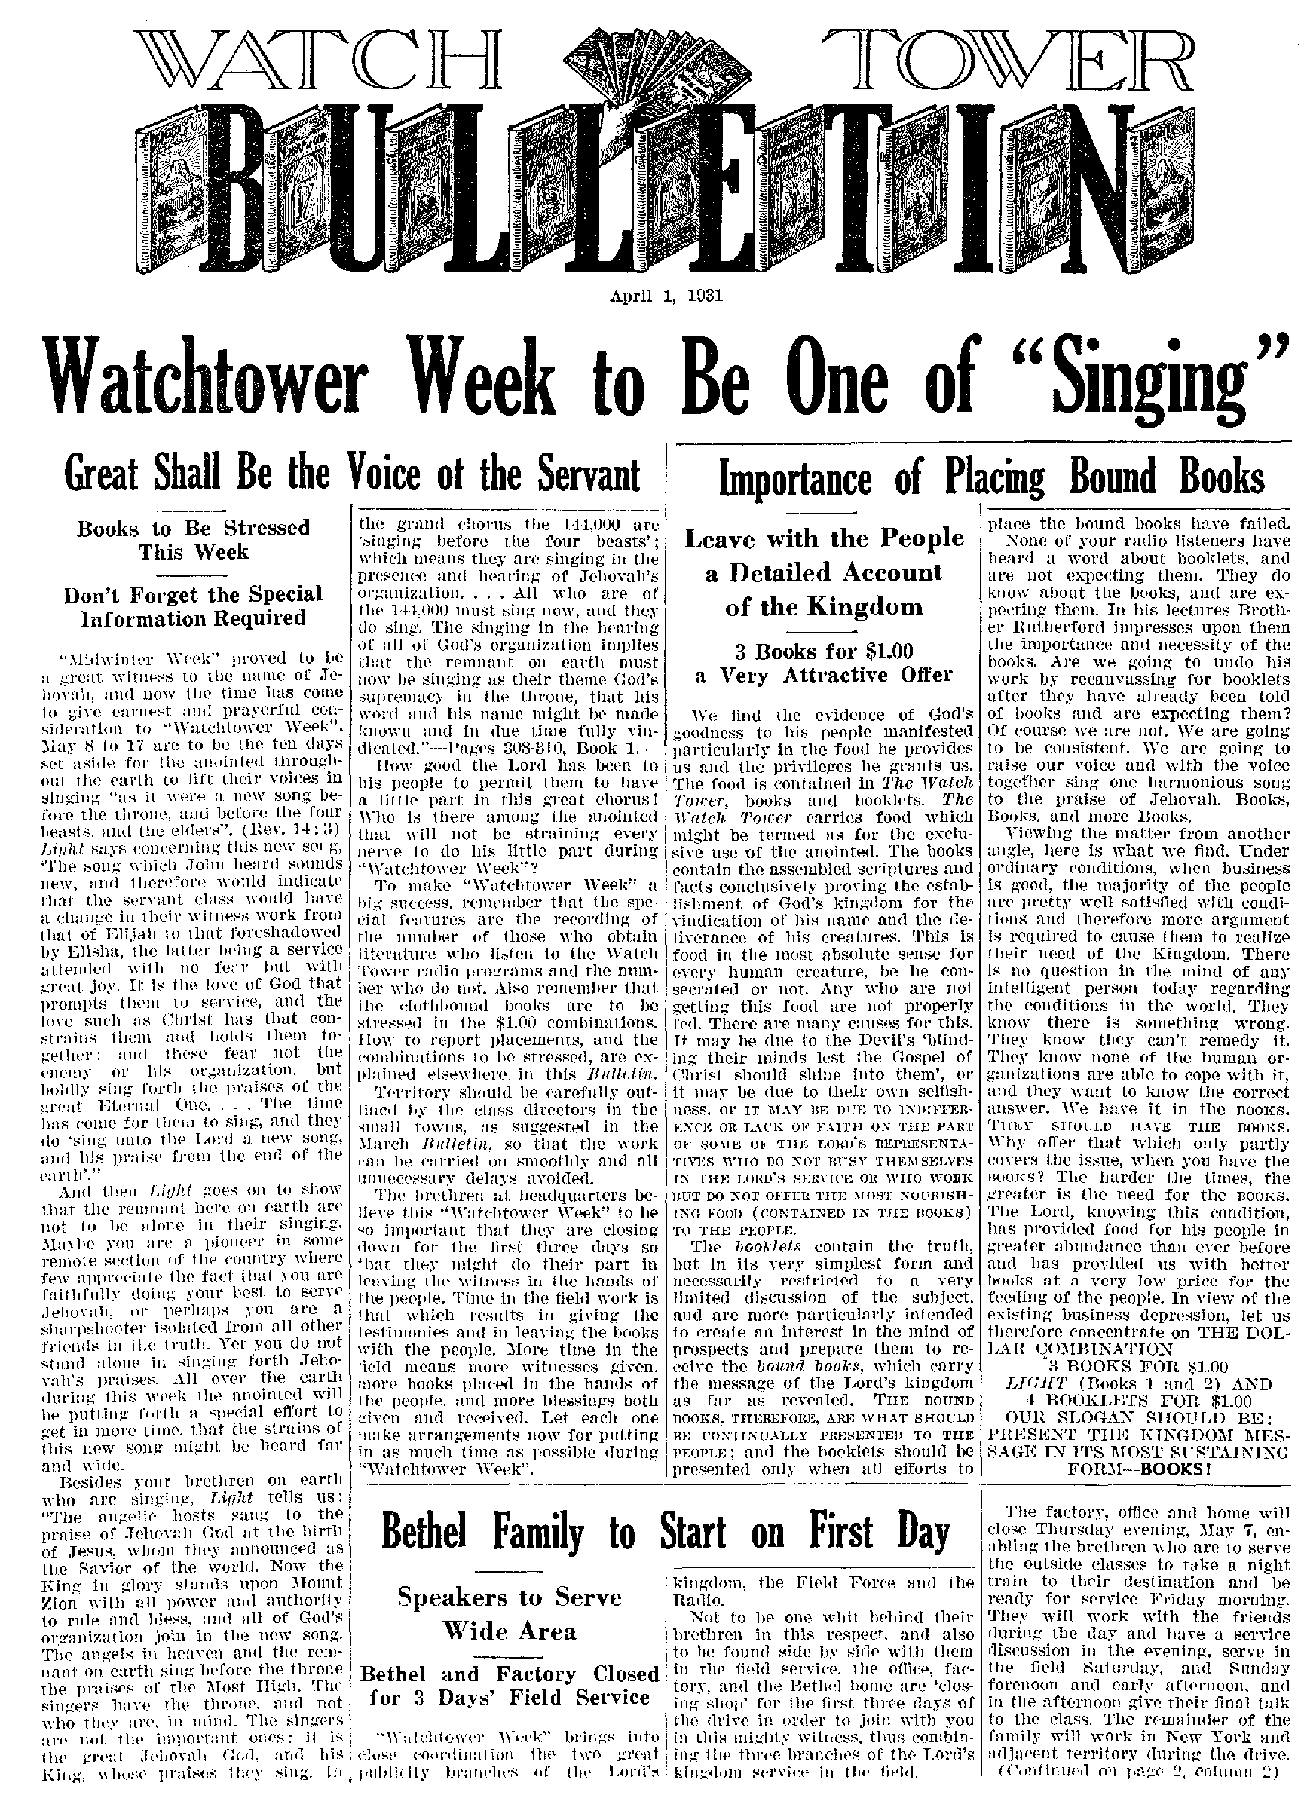 WATCH TOWER
BULLETIN
April 1, 1931
Watchtower Week to Be One of “Singing”
Great Shall Be the Voice of the Servant
Books to Be Stressed
This Week
Don't Forget the Special
Information Required
“Midwinter Week” proved to be
a great witness to the name of Je-
hovah, and now the time has come
to give earnest and prayerful con-
sideration to “Watchtower Week”.
May 8 to 17 are to be the ten days
set aside for the anointed through-
out the earth to lift their voices in
singing “as it were a new song be-
fore the throne, and before the four
beasts, and the elders”. (Rev. 14:3)
Light says concerning this new song,
‘The song which John heard sounds
new, and therefore would indicate
that the servant class would have
a change in their witness work from
that of Elijah to that foreshadowed
by Elisha, the latter being a service
attended with no fear but with
great joy. It is the love of God that
prompts them to service, and the
love such as Christ has that con-
strains them and holds them to-
gether; and these fear not the
enemy or his organization, but
boldly sing forth the praises of the
great Eternal One. . . . The time
has come for them to sing, and they
do ‘sing unto the Lord a new song,
and his praise from the end of the
earth’.”
And then Light goes on to show
that the remnant here on earth are
not to be alone in their singing.
Maybe you are a pioneer in some
remote section of the country where
few appreciate the fact that you are
faithfully doing your best to serve
Jehovah, or perhaps you are a
sharpshooter isolated from all other
friends in the truth. Yet you do not
stand alone in singing forth Jeho-
vah's praises. All over the earth
during this week the anointed will
be putting forth a special effort to
get in more time, that the strains of
this new song might be heard far
and wide.
Besides your brethren on earth
who are singing, Light tells us:
“The angelic hosts sang to the
praise of Jehovah God at the birth
of Jesus, whom they announced as
the Savior of the world. Now the
King in glory stands upon Mount
Zion with all power and authority
to rule and bless, and all of God's
organization join in the new song.
The angels in heaven and the rem-
nant on earth sing before the throne
the praises of the Most High. The
singers have the throne, and not
who they are, in mind. The singers
are not the important ones; it is
the great Jehovah God, and his
King, whose praises they sing. In
the grand chorus the 144,000 are
‘singing before the four beasts’;
which means they are singing in the
presence and hearing of Jehovah's
organization. . . . All who are of
the 144,000 must sing now, and they
do sing. The singing in the hearing
of all of God's organization implies
that the remnant on earth must
now be singing as their theme God's
supremacy in the throne, that his
word and his name might be made
known and in due time fully vin-
dicated.”—Pages 308-310, Book 1.
How good the Lord has been to
his people to permit them to have
a little part in this great chorus!
Who is there among the anointed
that will not be straining every
nerve to do his little part during
“Watchtower Week”?
To make “Watchtower Week” a
big success, remember that the spe-
cial features are the recording of
the number of those who obtain
literature who listen to the Watch
Tower radio programs and the num-
ber who do not. Also remember that
the clothbound books are to be
stressed in the $1.00 combinations.
How to report placements, and the
combinations to be stressed, are ex-
plained elsewhere in this Bulletin.
Territory should be carefully out-
lined by the class directors in the
small towns, as suggested in the
March Bulletin, so that the work
can be carried on smoothly and all
unnecessary delays avoided.
The brethren at headquarters be-
lieve this “Watchtower Week” to be
so important that they are closing
down for the first three days so
that they might do their part in
leaving the witness in the hands of
the people. Time in the field work is
that which results in giving the
testimonies and in leaving the books
with the people. More time in the
field means more witnesses given,
more books placed in the hands of
the people, and more blessings both
given and received. Let each one
make arrangements now for putting
in as much time as possible during
“Watchtower Week”.
Importance of Placing Bound Books
Leave with the People
a Detailed Account
of the Kingdom
3 Books for $1.00
a Very Attractive Offer
We find the evidence of God's
goodness to his people manifested
particularly in the food he provides
us and the privileges he grants us.
The food is contained in The Watch
Tower, books and booklets. The
Watch Tower carries food which
might be termed as for the exclu-
sive use of the anointed. The books
contain the assembled scriptures and
facts conclusively proving the estab-
lishment of God's kingdom for the
vindication of his name and the de-
liverance of his creatures. This is
food in the most absolute sense for
every human creature, be he con-
secrated or not. Any who are not
getting this food are not properly
fed. There are many causes for this.
It may be due to the Devil's ‘blind-
ing their minds lest the Gospel of
Christ should shine into them’, or
it may be due to their own selfish-
ness, OR IT MAY BE DUE TO INDIFFER-
ENCE OR LACK OF FAITH ON THE PART
OF SOME OF THE LORD'S REPRESENTA-
TIVES WHO DO NOT BUSY THEMSELVES
IN THE LORD'S SERVICE OR WHO WORK
BUT DO NOT OFFER THE MOST NOURISH-
ING FOOD (CONTAINED IN THE BOOKS)
TO THE PEOPLE.
The booklets contain the truth,
but in its very simplest form and
necessarily restricted to a very
limited discussion of the subject,
and are more particularly intended
to create an interest in the mind of
prospects and prepare them to re-
ceive the bound books, which carry
the message of the Lord's kingdom
as far as revealed. THE BOUND
BOOKS, THEREFORE, ARE WHAT SHOULD
BE CONTINUALLY PRESENTED TO THE
PEOPLE; and the booklets should be
presented only when all efforts to
place the bound books have failed.
None of your radio listeners have
heard a word about booklets, and
are not expecting them. They do
know about the books, and are ex-
pecting them. In his lectures Broth-
er Rutherford impresses upon them
the importance and necessity of the
books. Are we going to undo his
work by recanvassing for booklets
after they have already been told
of books and are expecting them?
Of course we are not. We are going
to be consistent. We are going to
raise our voice and with the voice
together sing one harmonious song
to the praise of Jehovah. Books,
Books, and more Books.
Viewing the matter from another
angle, here is what we find. Under
ordinary conditions, when business
is good, the majority of the people
are pretty well satisfied with condi-
tions and therefore more argument
is required to cause them to realize
their need of the Kingdom. There
is no question in the mind of any
intelligent person today regarding
the conditions in the world. They
know there is something wrong.
They know they can't remedy it.
They know none of the human or-
ganizations are able to cope with it,
and they want to know the correct
answer. We have it in the BOOKS.
THEY SHOULD HAVE THE BOOKS.
Why offer that which only partly
covers the issue, when you have the
BOOKS? The harder the times, the
greater is the need for the BOOKS.
The Lord, knowing this condition,
has provided food for his people in
greater abundance than ever before
and has provided us with better
books at a very low price for the
feeding of the people. In view of the
existing business depression, let us
therefore concentrate on THE DOL-
LAR COMBINATION
3 BOOKS FOR $1.00
LIGHT (Books 1 and 2) AND
4 BOOKLETS FOR $1.00
OUR SLOGAN SHOULD BE:
PRESENT THE KINGDOM MES-
SAGE IN ITS MOST SUSTAINING
FORM—BOOKS!
Bethel Family to Start on First Day
Speakers to Serve
Wide Area
Bethel and Factory Closed
for 3 Days' Field Service
“Watchtower Week” brings into
close coordination the two great
publicity branches of the Lord's
kingdom, the Field Force and the
Radio.
Not to be one whit behind their
brethren in this respect, and also
to be found side by side with them
in the field service, the office, fac-
tory, and the Bethel home are ‘clos-
ing shop’ for the first three days of
the drive in order to join with you
in this mighty witness, thus combin-
ing the three branches of the Lord's
kingdom service in the field.
The factory, office and home will
close Thursday evening, May 7, en-
abling the brethren who are to serve
the outside classes to take a night
train to their destination and be
ready for service Friday morning.
They will work with the friends
during the day and have a service
discussion in the evening, serve in
the field Saturday, and Sunday
forenoon and early afternoon, and
in the afternoon give their final talk
to the class. The remainder of the
family will work in New York and
adjacent territory during the drive.
(Continued on page 2, column 2)